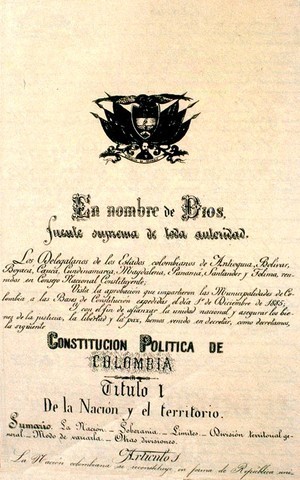 En nombre de Dios,
fuente suprema de toda autoridad.
Los Delegatarios de los Estados colombianos de Antioquia, Bolívar,
Boyacá, Cauca, Cundinamarca, Magdalena, Panamá, Santander y Tolima, reu-
nidos en Consejo Nacional Constituyente;
Vista la aprobación que impartieron las Municipalidades de Co-
lombia a las Bases de Constitución expedidas el día 1º de Diciembre de 1885;
Y con el fin de afianzar la unidad nacional y asegurar los bie-
nes de la justicia, la libertad y la paz, hemos venido en decretar, como decretamos,
la siguiente
CONSTITUCIÓN POLÍTICA DE
COLOMBIA
Título I
De la Nación y el territorio.
Sumario. La Nación - Soberanía - Límites - División territorial ge-
neral - Modo de variarla - Otras divisiones.
Artículo 1
La Nación colombiana se reconstituye en forma de República uni-